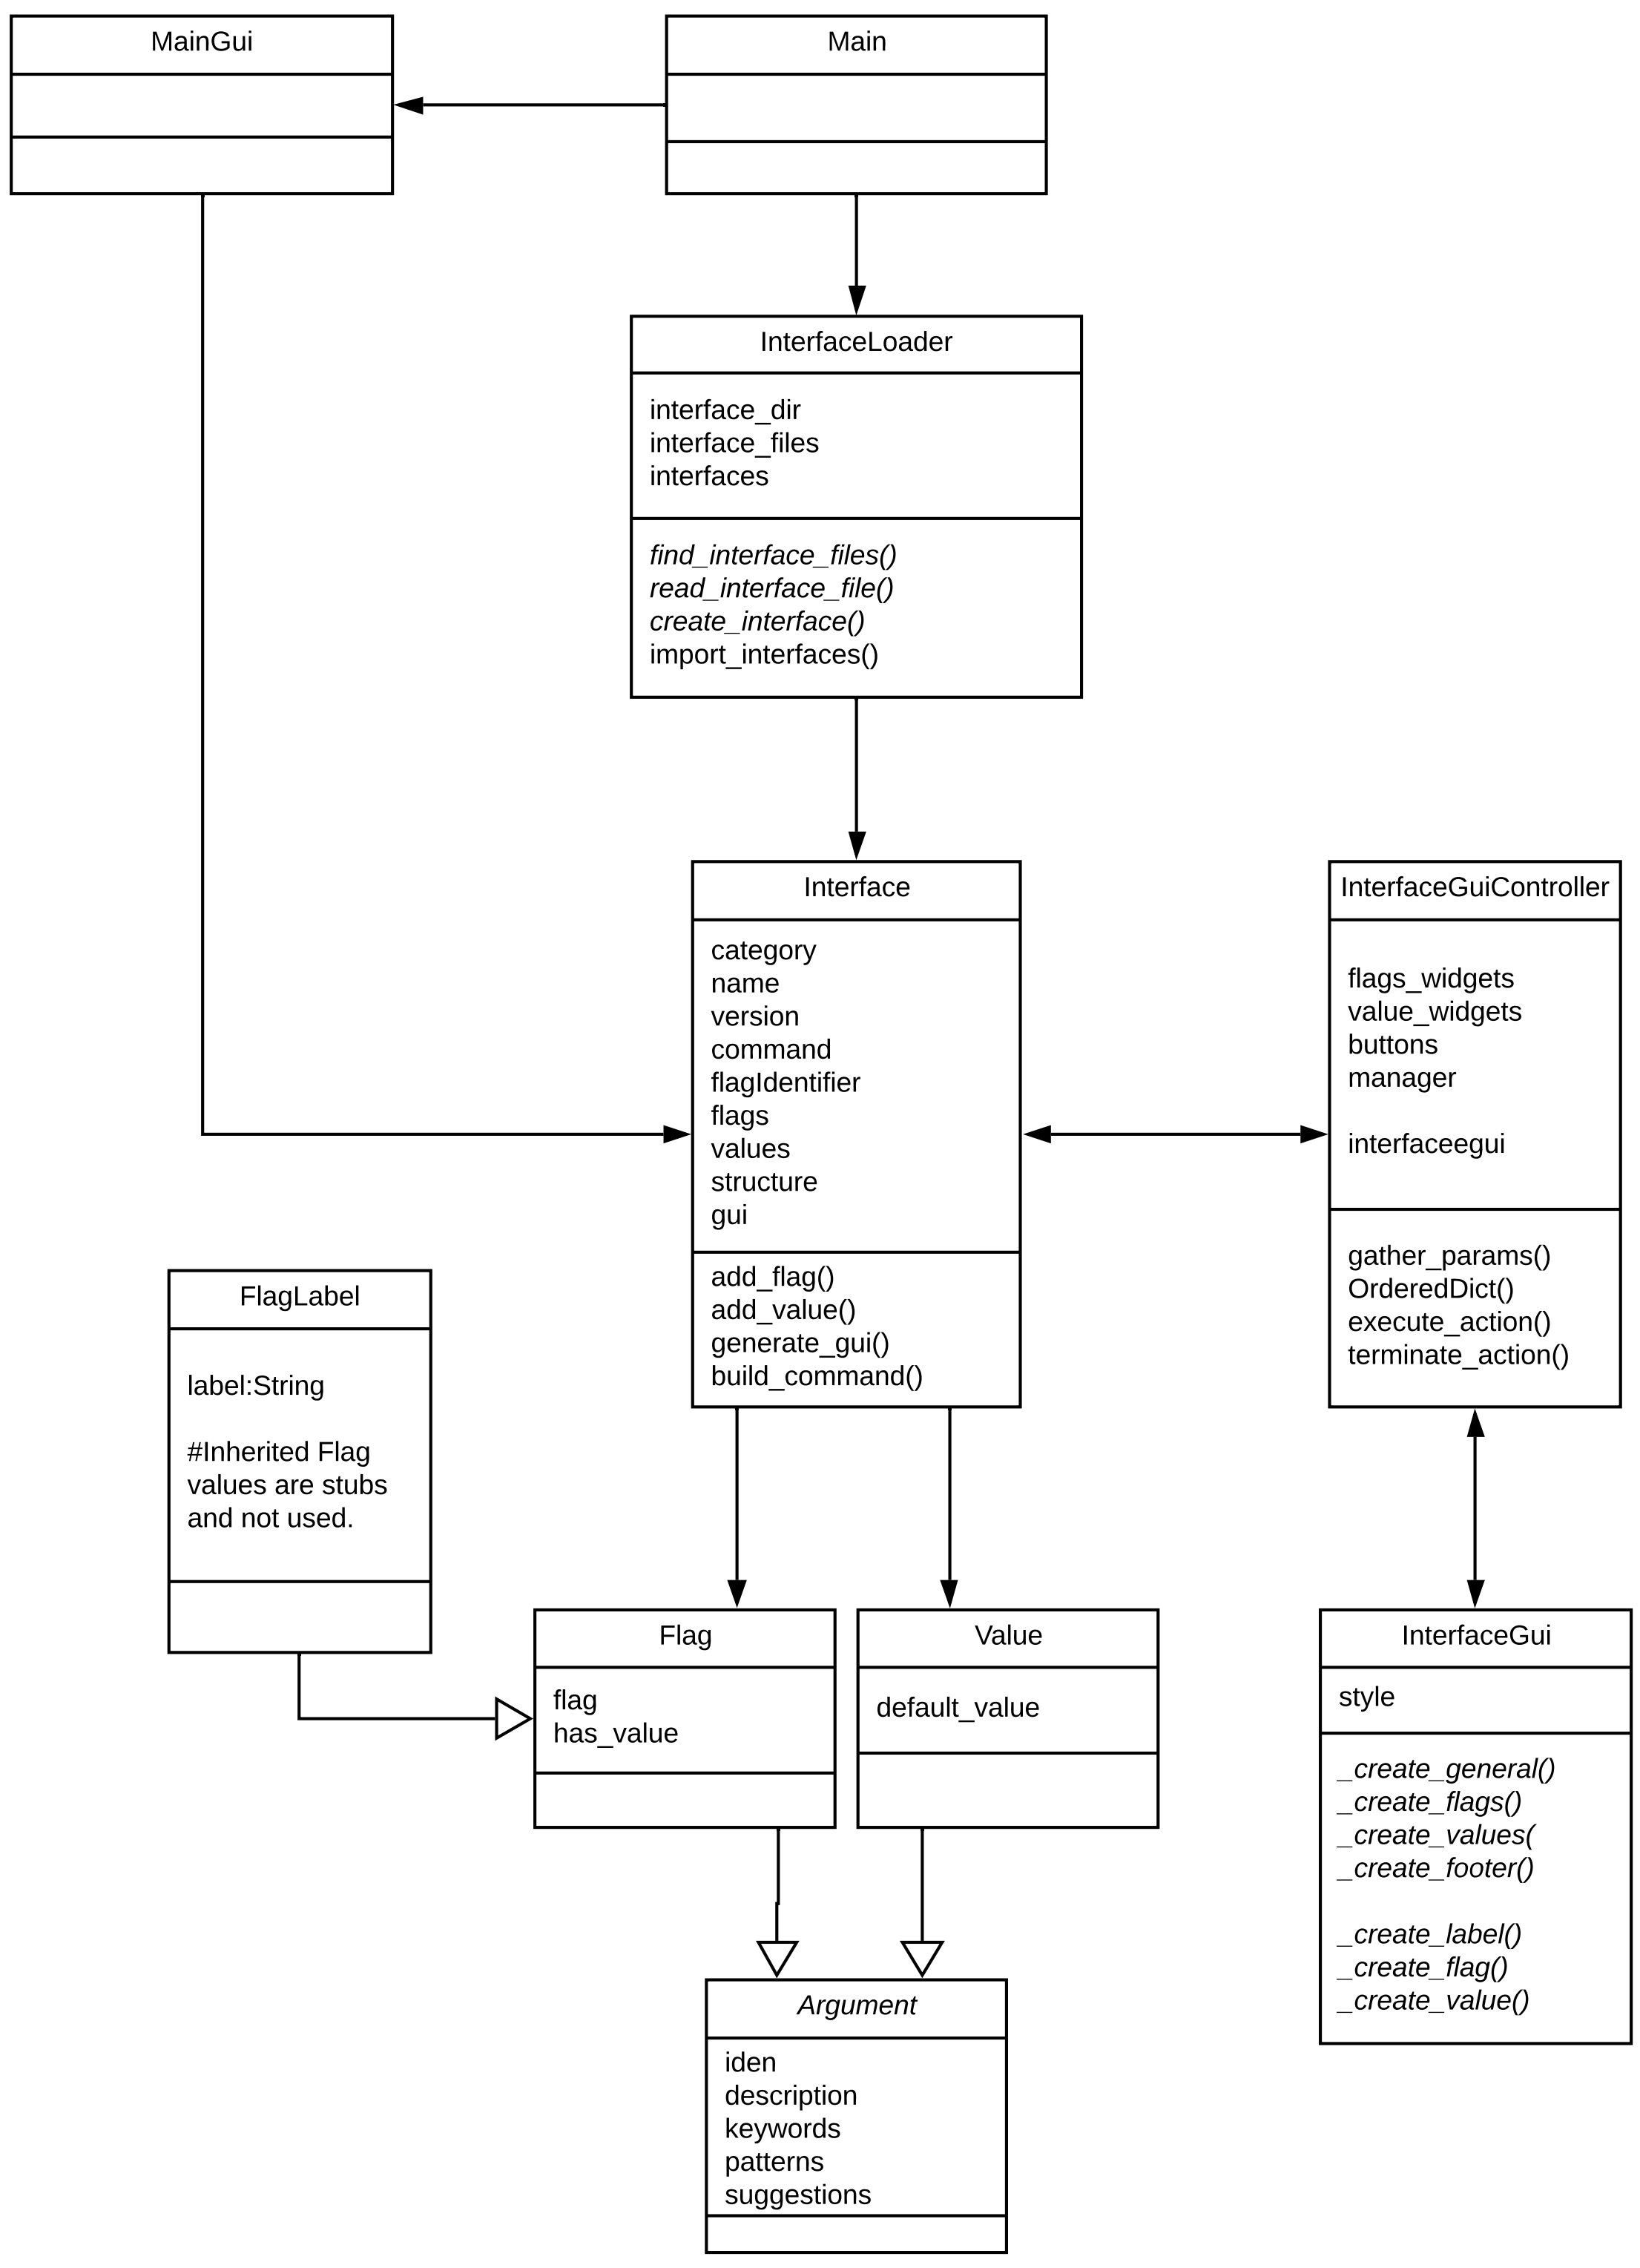 MainGui
Main
InterfaceLoader
interface_dir
interface_files
interfaces
find_interface_files()
read_interface_file()
create_interface()
import_interfaces()
Interface
category
name
version
command
flagIdentifier
flags
values
structure
gui
add_flag()
add_value()
generate_gui()
build_command()
InterfaceGuiController
flags_widgets
value_widgets
buttons
manager
interfaceegui
gather_params()
OrderedDict()
execute_action()
terminate_action()
FlagLabel
label:String
#Inherited Flag
values are stubs
and not used.
Flag
flag
has_value
Value
default_value
InterfaceGui
style
_create_general()
_create_flags()
_create_values(
_create_footer()
_create_label()
_create_flag()
_create_value()
Argument
iden
description
keywords
patterns
suggestions